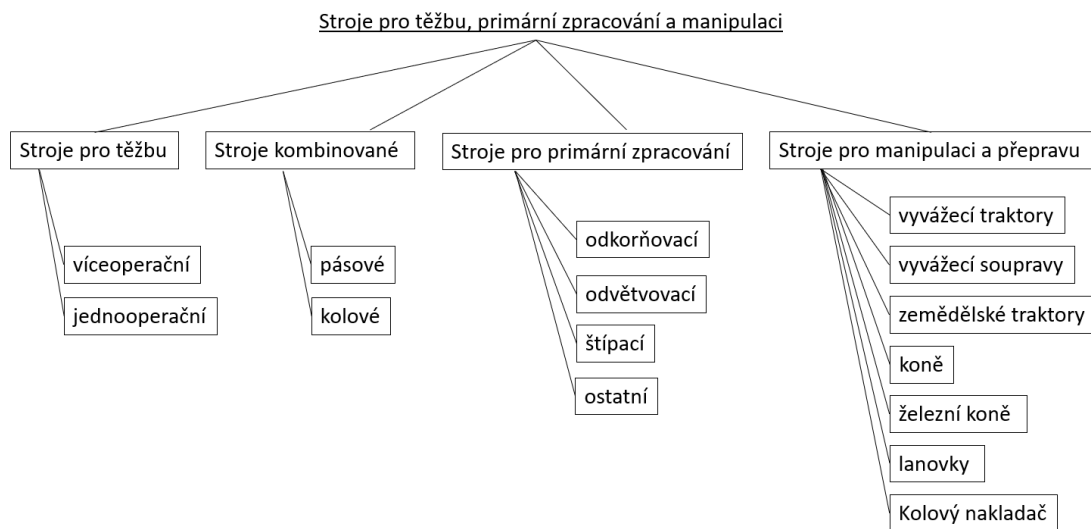 Stroje pro těžbu, primární zpracování a manipulaci
Stroje pro těžbu
Stroje kombinované
Stroje pro primární zpracování
Stroje pro manipulaci a přepravu
víceoperační
jednooperační
pásové
kolové
odkorňovací
odvětvovací
štípací
ostatní
vyvážecí traktory
vyvážecí soupravy
zemědělské traktory
koně
železní koně
lanovky
Kolový nakladač